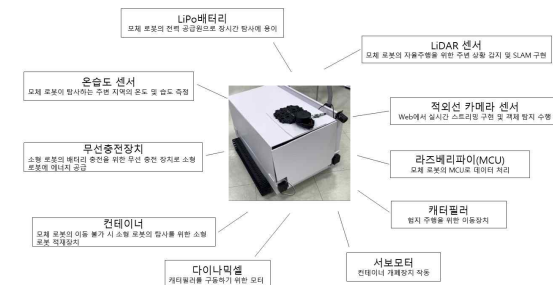 LiPo배터리
모체 로봇의 전력 공급원으로 장시간 탐사에 용이
LiDAR 센서
모체 로봇의 자율주행을 위한 주변 상황 감지 및 SLAM 구현
온습도 센서
모체 로봇이 탐사하는 주변 지역의 온도 및 습도 측정
적외선 카메라 센서
Web에서 실시간 스트리밍 구현 및 객체 탐지 수행
무선충전장치
소형 로봇의 배터리 충전을 위한 무선 충전 장치로 소형
로봇에 에너지 공급
라즈베리파이(MCU)
모체 로봇의 MCU로 데이터 처리
캐터필러
험지 주행을 위한 이동장치
컨테이너
모체 로봇의 이동 불가 시 소형 로봇의 탐사를 위한 소형
로봇 적재장치
서보모터
컨테이너 개폐장치 작동
다이나믹셀
캐터필러를 구동하기 위한 모터